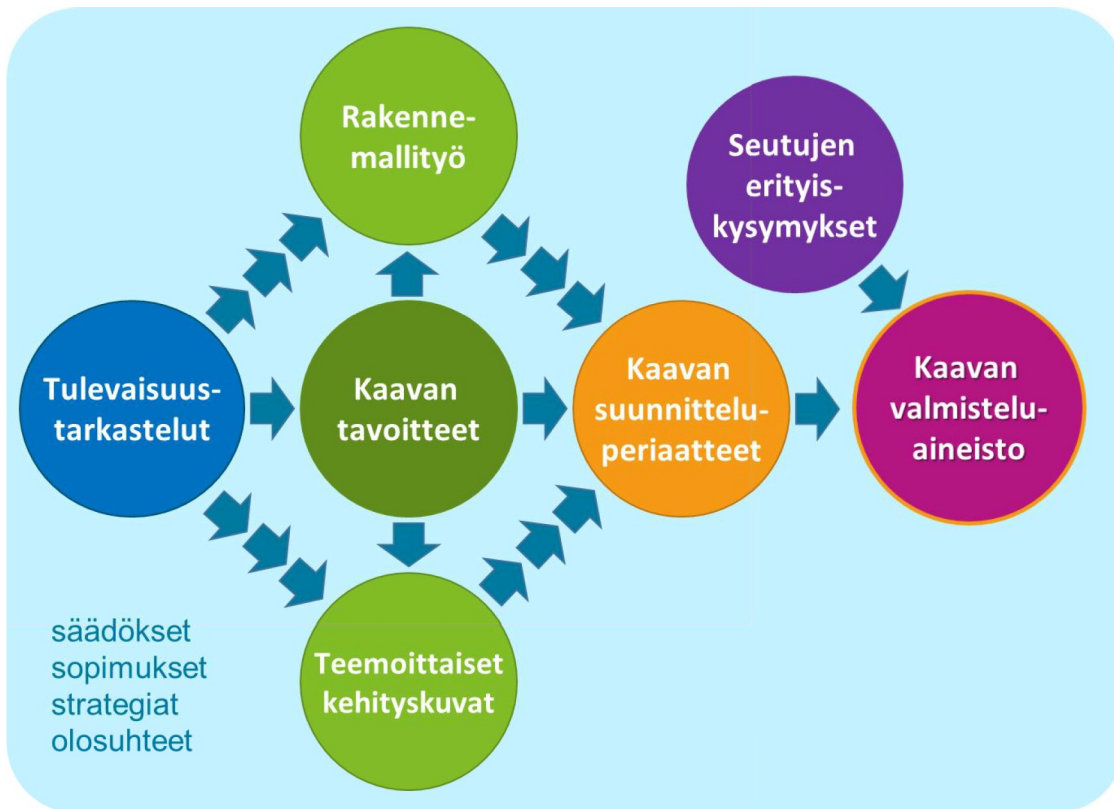 Rakenne-
mallityö
Seutujen
erityis-
kysymykset
Tulevaisuus-
tarkastelut
Kaavan
tavoitteet
Kaavan
suunnittelu-
periaatteet
Kaavan
valmistelu-
aineisto
Teemoittaiset
kehityskuvat
säädökset
sopimukset
strategiat
olosuhteet